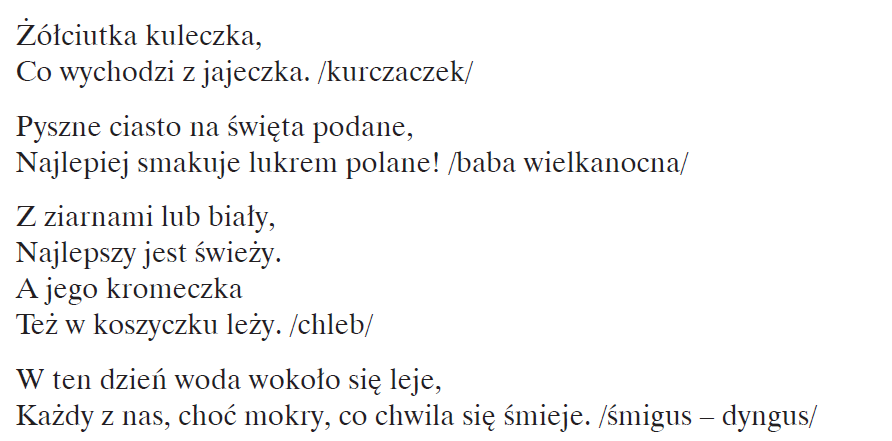 Żółciutka kuleczka,
Co wychodzi z jajeczka. /kurczaczek/
Pyszne ciasto na święta podane,
Najlepiej smakuje lukrem polane! /baba wielkanocna/
Z ziarnami lub biały,
Najlepszy jest świeży.
A jego kromeczka
Też w koszyczku leży. /chleb/
W ten dzień woda wokoło się leje,
Każdy z nas, choć mokry, co chwila się śmieje. /śmigus – dyngus/